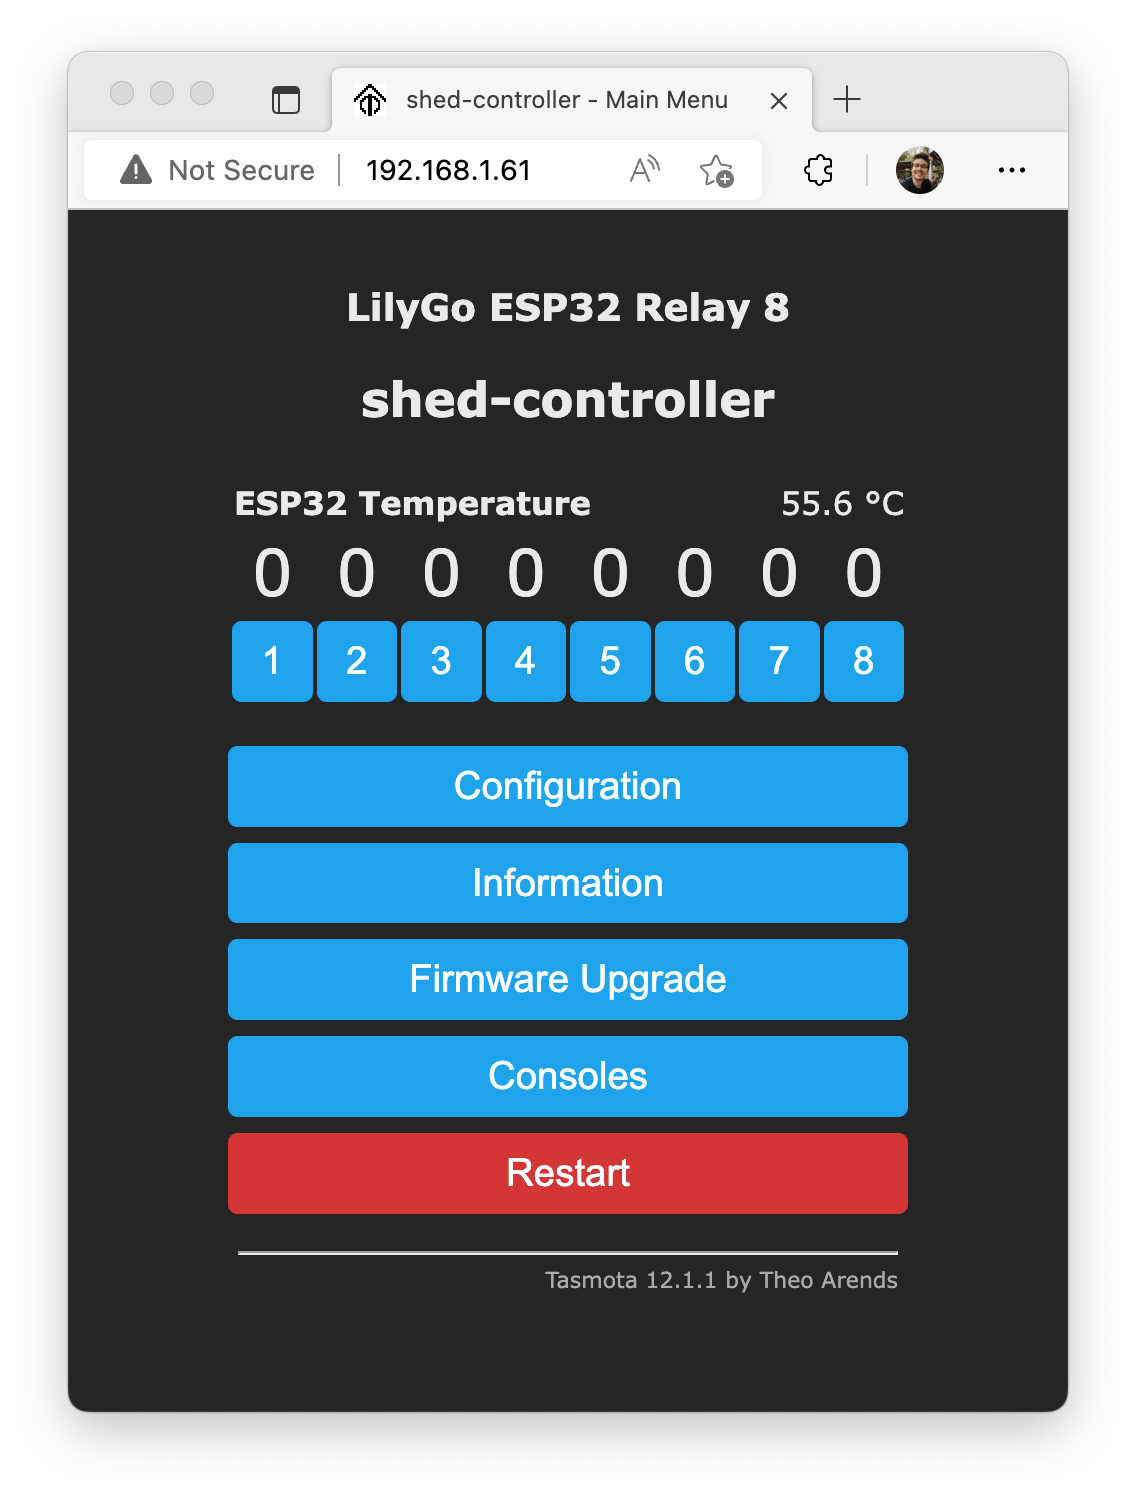 shed-controller - Main Menu
Not Secure 192.168.1.61
LilyGo ESP32 Relay 8
shed-controller
ESP32 Temperature 55.6 °C
0 0 0 0 0 0 0 0
1 2 3 4 5 6 7 8
Configuration
Information
Firmware Upgrade
Consoles
Restart
Tasmota 12.1.1 by Theo Arends